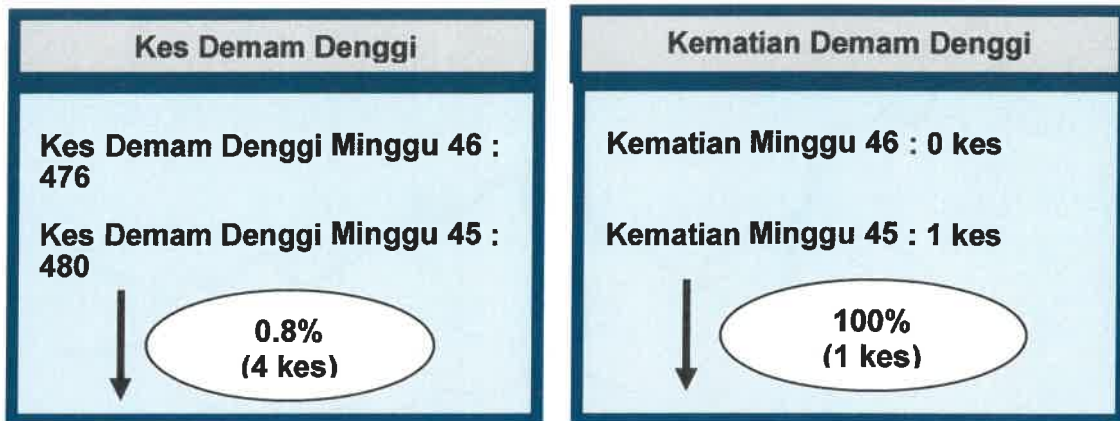 Kes Demam Denggi
Kes Demam Denggi Minggu 46 :
476
Kes Demam Denggi Minggu 45 :
480
0.8%
(4 kes)
Kematian Demam Denggi
Kematian Minggu 46 : 0 kes
Kematian Minggu 45 : 1 kes
100%
(1 kes)